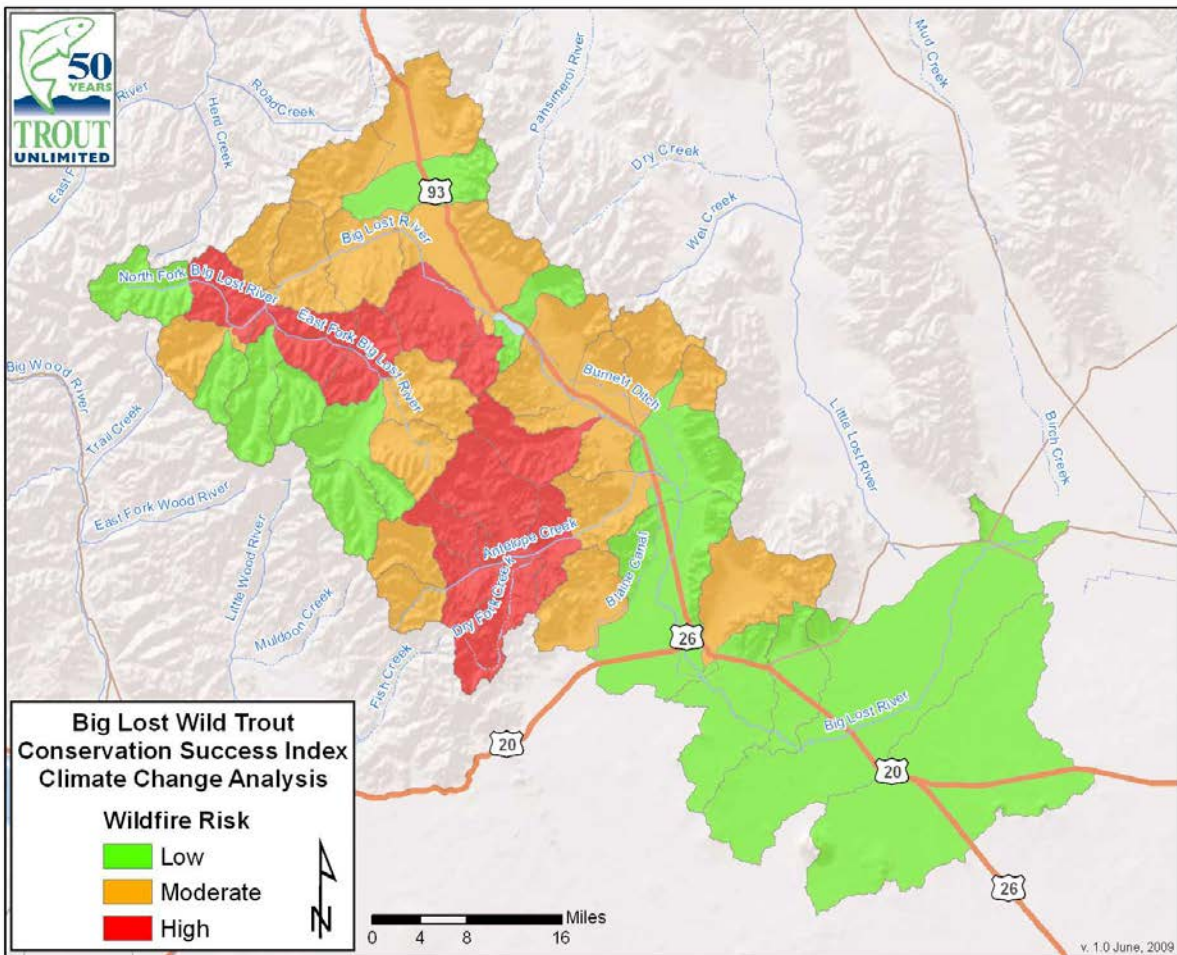 50
YEARS
TROUT
UNLIMITED
River
East F
Road Creek
Herd Creek
Pahsimeroi River
Mud Creek
Dry Creek
Wet Creek
93
Big Lost River
North Fork Big Lost River
East Fork Big Lost River
Big Wood River
Trail Creek
Burnett Ditch
Little Lost River
Birch Creek
East Fork Wood River
Little Wood River
Muldoon Creek
Antelope Creek
Dry Fork Creek
Fish Creek
Blaine Canal
26
Big Lost River
20
20
26
Big Lost Wild Trout
Conservation Success Index
Climate Change Analysis
Wildfire Risk
Low
Moderate
High
N
Miles
0 4 8 16
v. 1.0 June, 2009